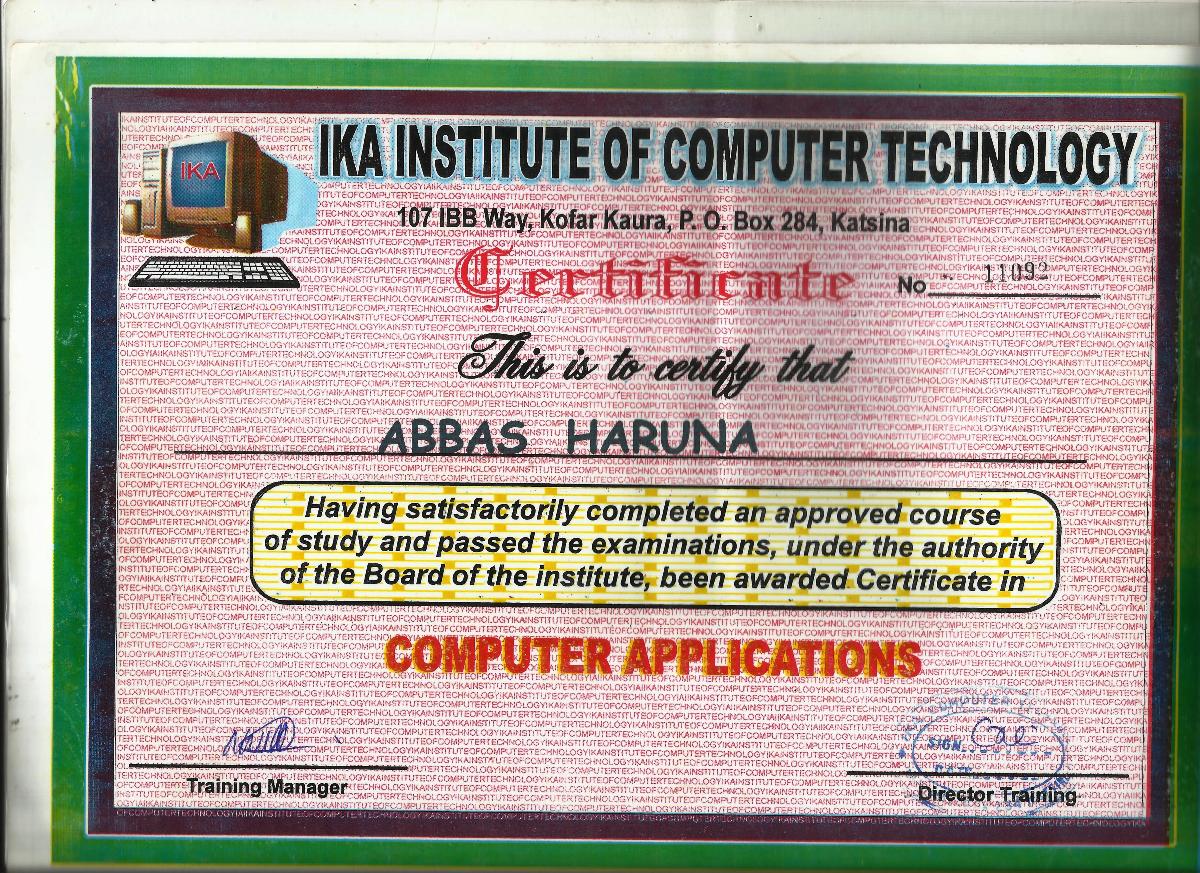 IKA
IKA INSTITUTE OF COMPUTER TECHNOLOGY
107 IBB Way, Kofar Kaura, P. O. Box 284, Katsina
Certificate
No 11092
This is to certify that
ABBAS HARUNA
Having satisfactorily completed an approved course
of study and passed the examinations, under the authority
of the Board of the institute, been awarded Certificate in
COMPUTER APPLICATIONS
SIGN.
Training Manager
Director Training